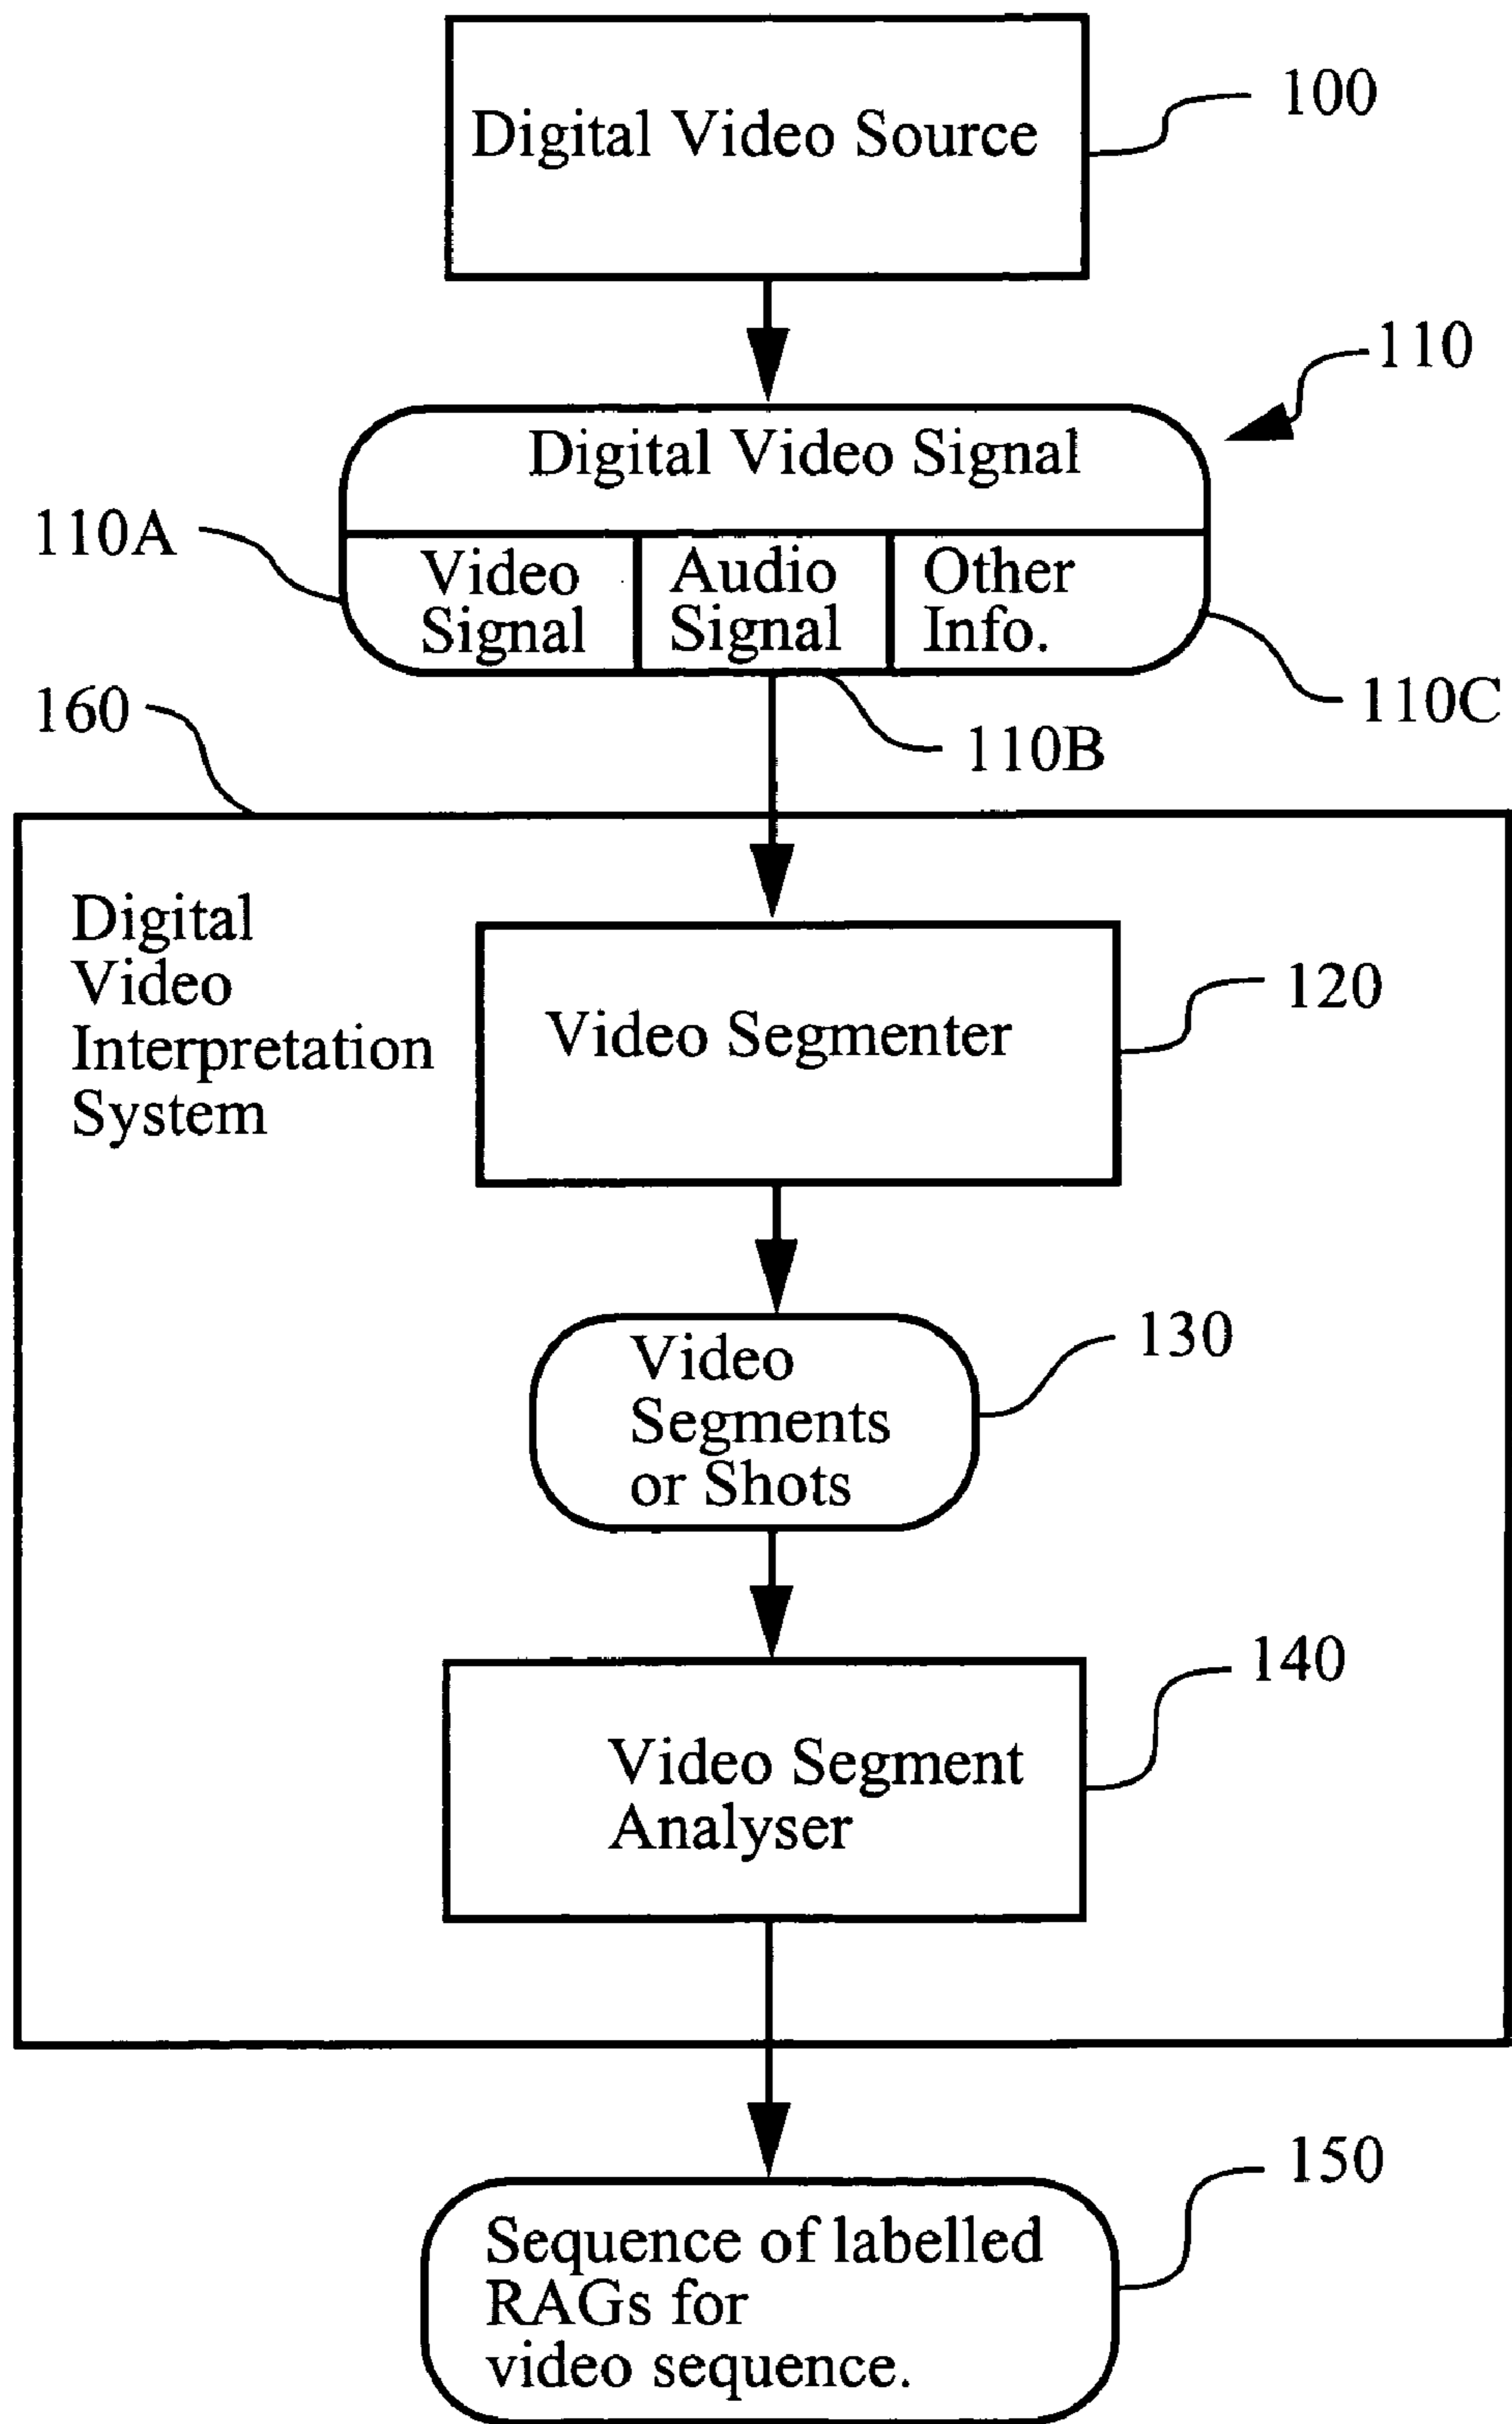 Digital Video Source
100
110
Digital Video Signal
110A
Video
Signal
Audio
Signal
Other
Info.
110C
160
110B
Digital
Video
Interpretation
System
120
Video Segmenter
130
Video
Segments
or Shots
140
Video Segment
Analyser
150
Sequence of labelled
RAGs for
video sequence.